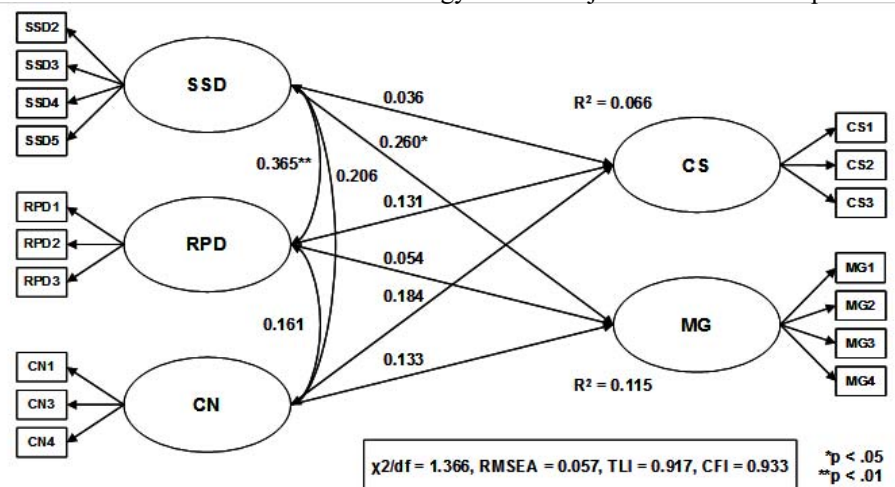 SSD2
SSD3
SSD4
SSD5
SSD
RPD1
RPD2
RPD3
RPD
CN1
CN3
CN4
CN
0.365**
0.206
0.161
0.036
0.260*
0.131
0.054
0.184
0.133
R² = 0.066
CS
CS1
CS2
CS3
MG
MG1
MG2
MG3
MG4
R² = 0.115
χ2/df = 1.366, RMSEA = 0.057, TLI = 0.917, CFI = 0.933
*p < .05
**p < .01